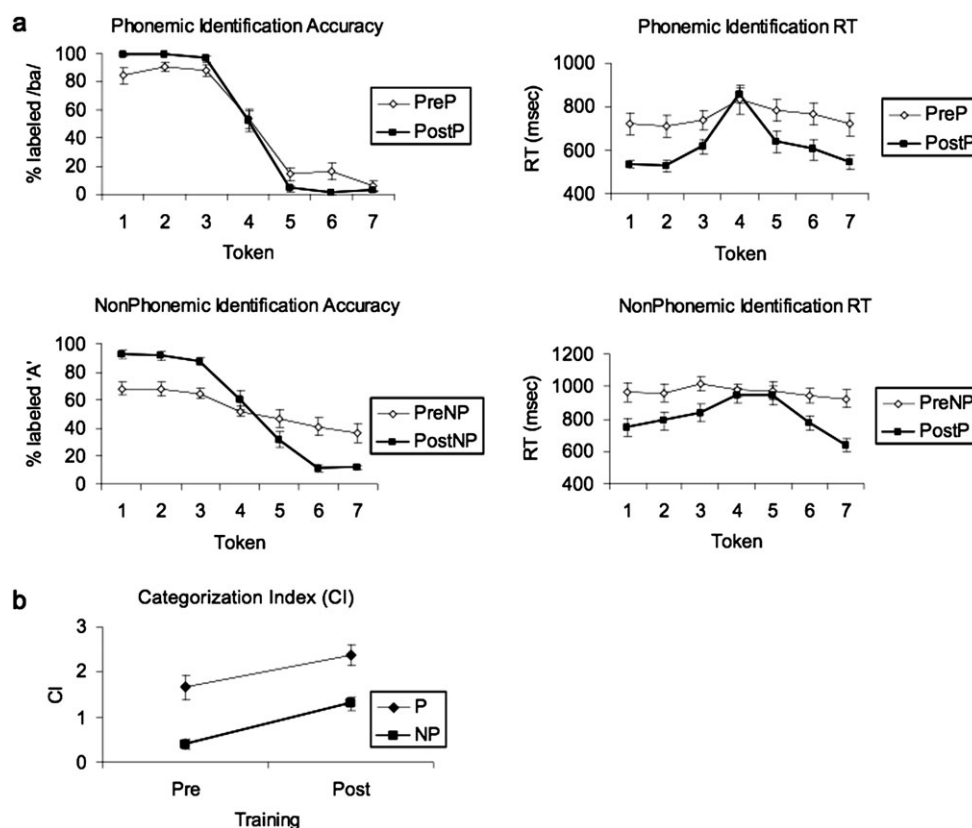 a
Phonemic Identification Accuracy
% labeled /ba/
100
80
60
40
20
0
1 2 3 4 5 6 7
Token
PreP
PostP
Phonemic Identification RT
RT (msec)
1000
800
600
400
1 2 3 4 5 6 7
Token
PreP
PostP
NonPhonemic Identification Accuracy
% labeled 'A'
100
80
60
40
20
0
1 2 3 4 5 6 7
Token
PreNP
PostNP
NonPhonemic Identification RT
RT (msec)
1200
1000
800
600
400
1 2 3 4 5 6 7
Token
PreNP
PostP
b
Categorization Index (CI)
CI
3
2
1
0
Pre Post
Training
P
NP